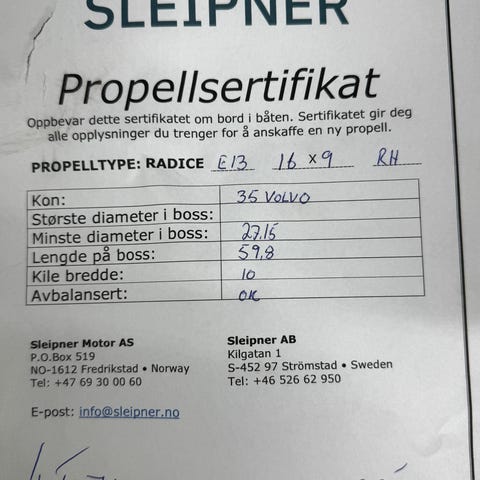 SLEIPNER
Propellsertifikat
Oppbevar dette sertifikatet om bord i båten. Sertifikatet gir deg
alle opplysninger du trenger for å anskaffe en ny propell.
PROPELLTYPE: RADICE E13 16 x 9 RH
Kon: 35 VOLVO
Største diameter i boss:
Minste diameter i boss: 27,15
Lengde på boss: 59,8
Kile bredde: 10
Avbalansert: OK
Sleipner Motor AS
P.O.Box 519
NO-1612 Fredrikstad • Norway
Tel: +47 69 30 00 60
Sleipner AB
Kilgatan 1
S-452 97 Strömstad • Sweden
Tel: +46 526 62 950
E-post: info@sleipner.no